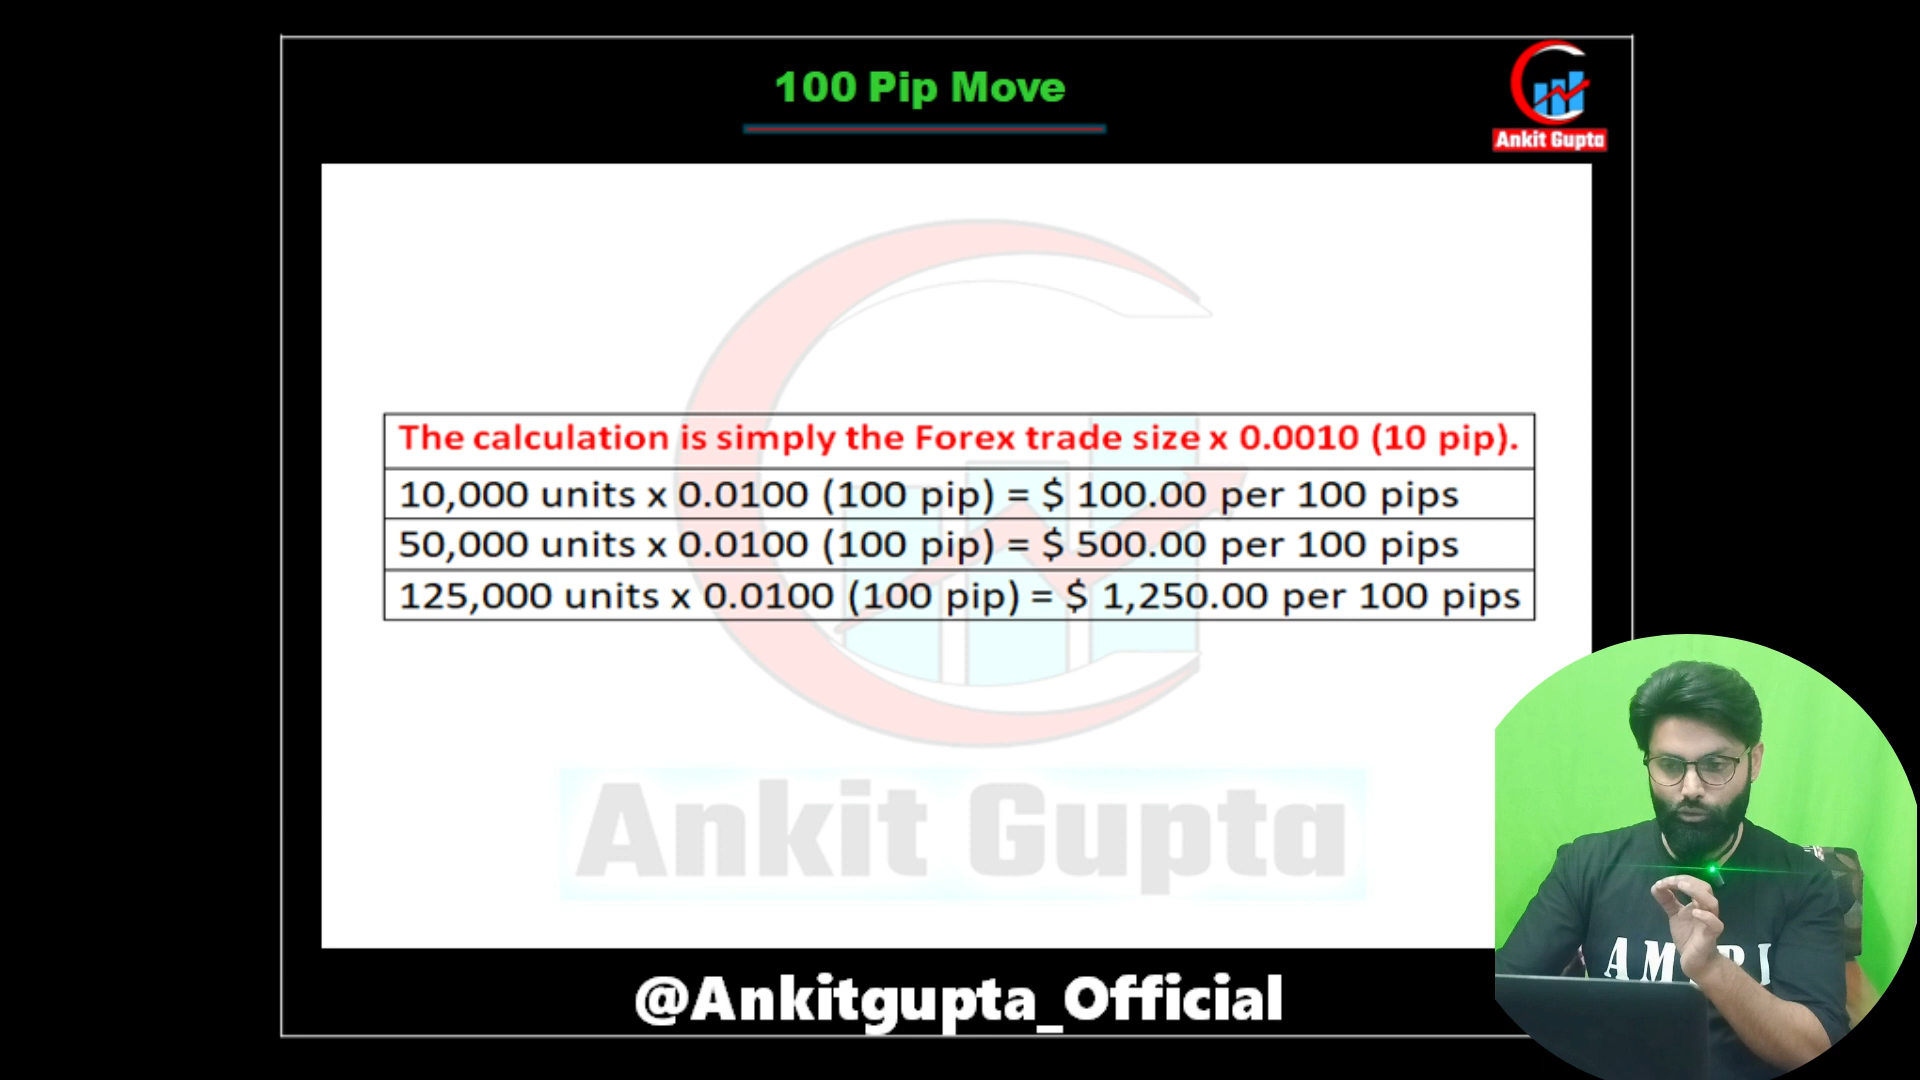 100 Pip Move
Ankit Gupta
The calculation is simply the Forex trade size x 0.0010 (10 pip).
10,000 units x 0.0100 (100 pip) = $ 100.00 per 100 pips
50,000 units x 0.0100 (100 pip) = $ 500.00 per 100 pips
125,000 units x 0.0100 (100 pip) = $ 1,250.00 per 100 pips
Ankit Gupta
@Ankitgupta_Official